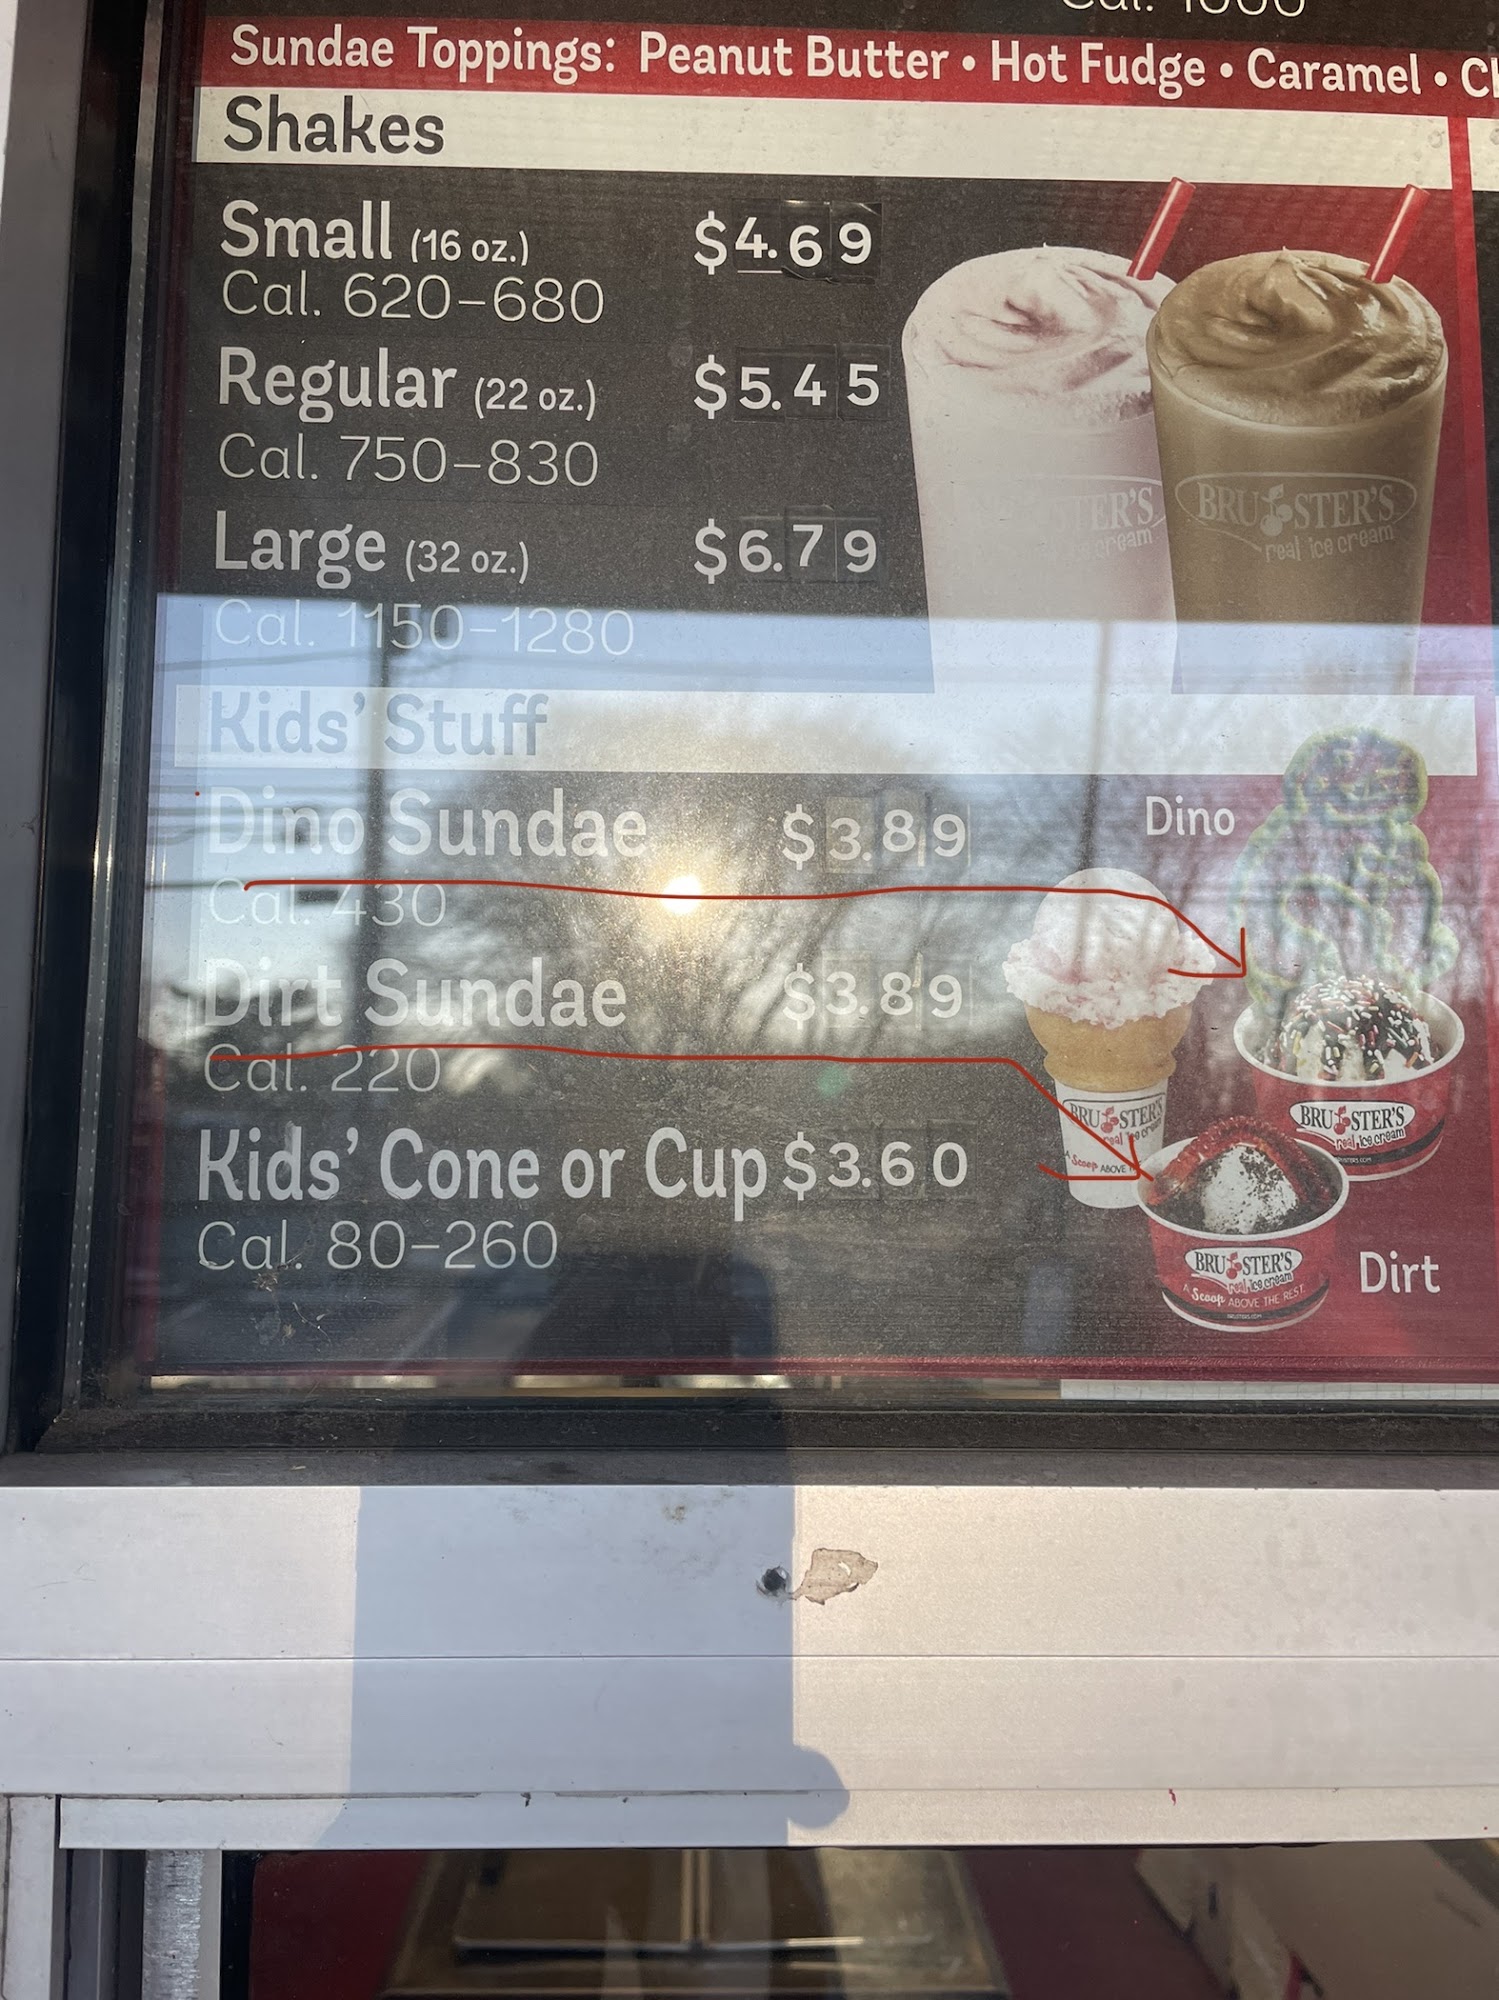 Cal. 1000
Sundae Toppings: Peanut Butter • Hot Fudge • Caramel •
Shakes
Small (16 oz.) $4.69
Cal. 620–680
Regular (22 oz.) $5.45
Cal. 750–830
Large (32 oz.) $6.79
Cal. 1150–1280
BRUSTER'S
real ice cream
Kids' Stuff
Dino Sundae $3.89
Cal. 430
Dino
Dirt Sundae $3.89
Cal. 220
Kids' Cone or Cup $3.60
Cal. 80–260
BRUSTER'S
real ice cream
A Scoop ABOVE
BRUSTER'S
real ice cream
BRUSTER'S
real ice cream
A Scoop ABOVE THE REST.
Dirt